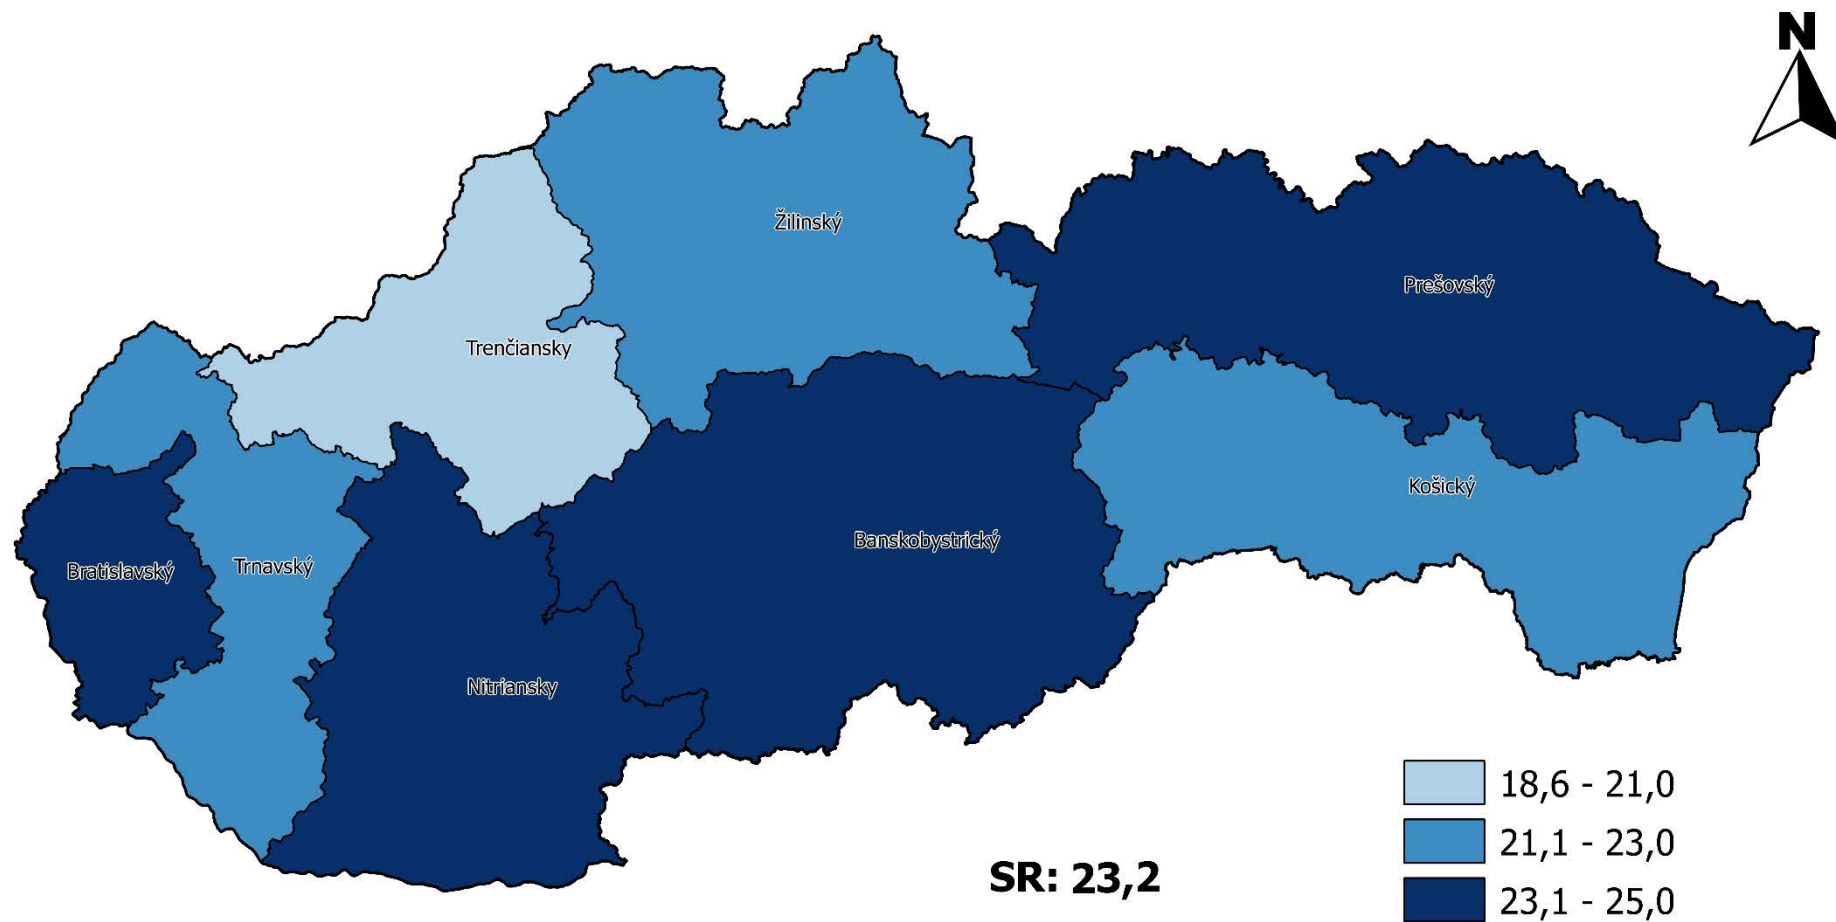 N
Žilinský
Prešovský
Trenčiansky
Košický
Banskobystrický
Bratislavský
Trnavský
Nitriansky
18,6 - 21,0
21,1 - 23,0
23,1 - 25,0
SR: 23,2